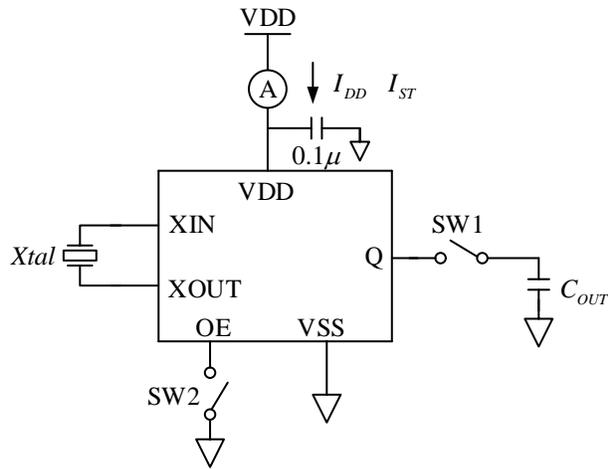 VDD
A
I_DD I_ST
0.1μ
VDD
XIN
SW1
Xtal
Q
XOUT
C_OUT
OE
VSS
SW2